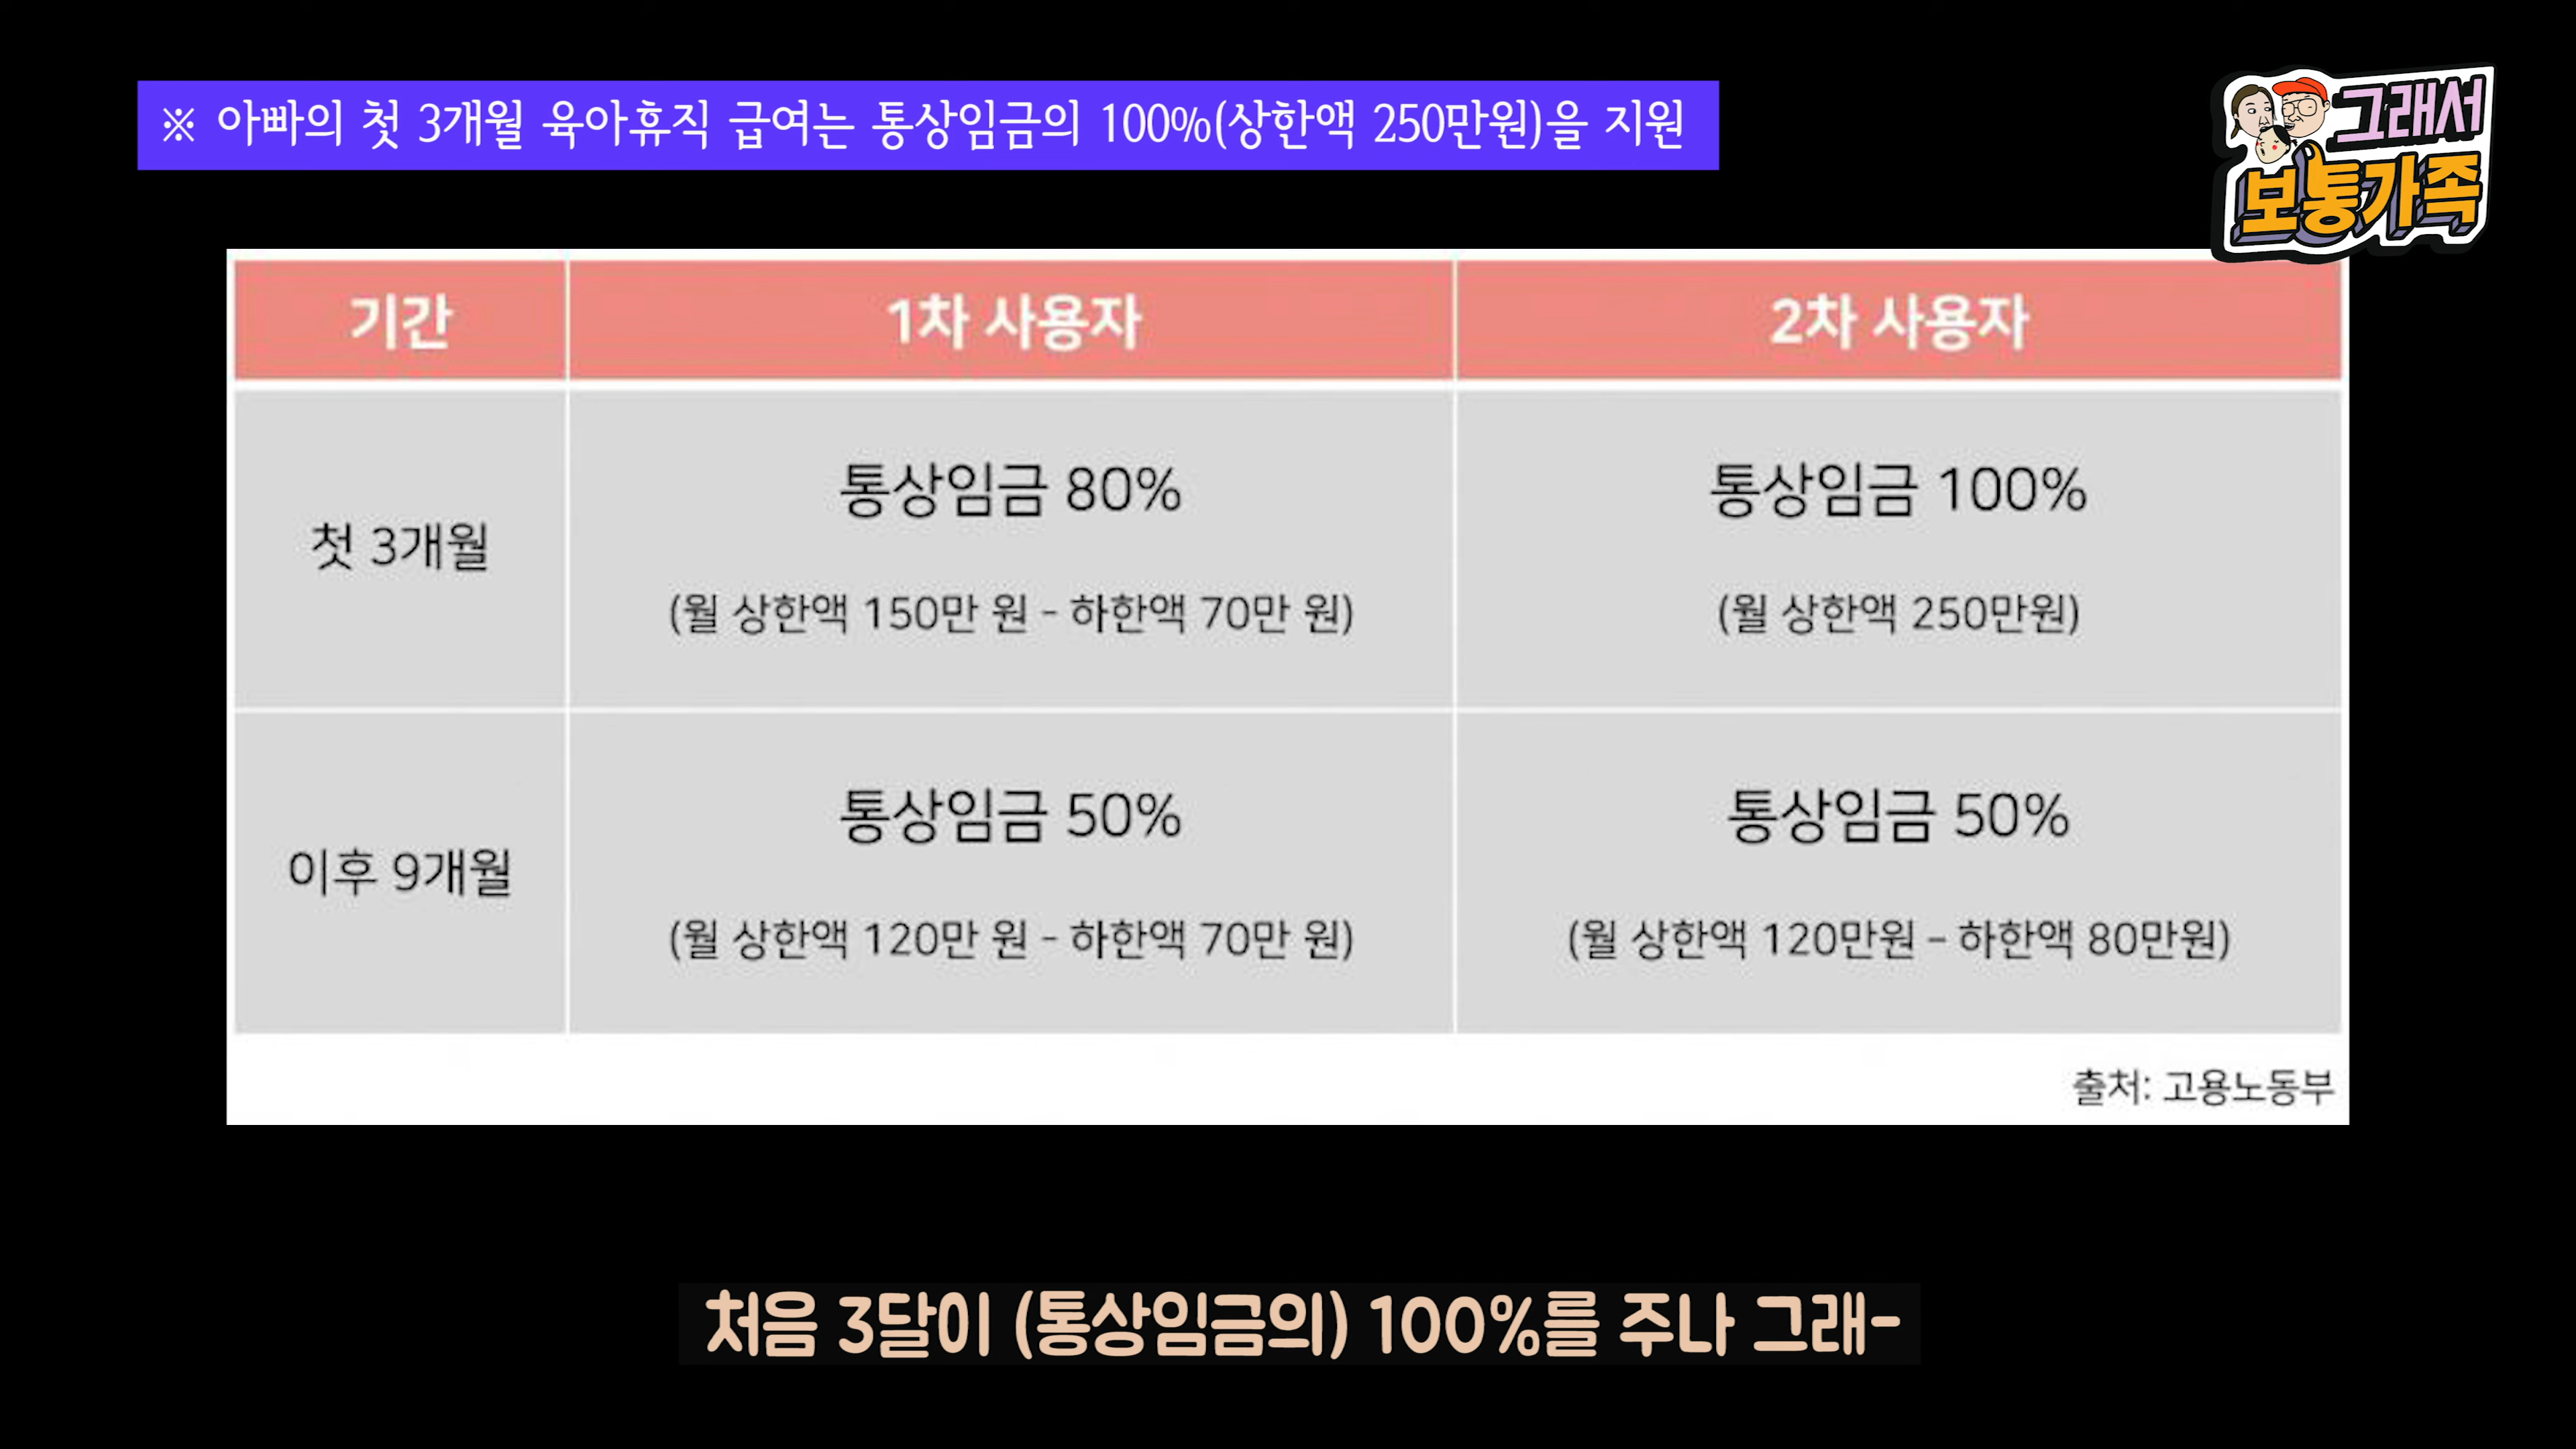 ※ 아빠의 첫 3개월 육아휴직 급여는 통상임금의 100%(상한액 250만원)을 지원
그래서
보통가족
기간
1차 사용자
2차 사용자
첫 3개월
통상임금 80%
(월 상한액 150만 원 - 하한액 70만 원)
통상임금 100%
(월 상한액 250만원)
이후 9개월
통상임금 50%
(월 상한액 120만 원 - 하한액 70만 원)
통상임금 50%
(월 상한액 120만원 – 하한액 80만원)
출처: 고용노동부
처음 3달이 (통상임금의) 100%를 주나 그래-